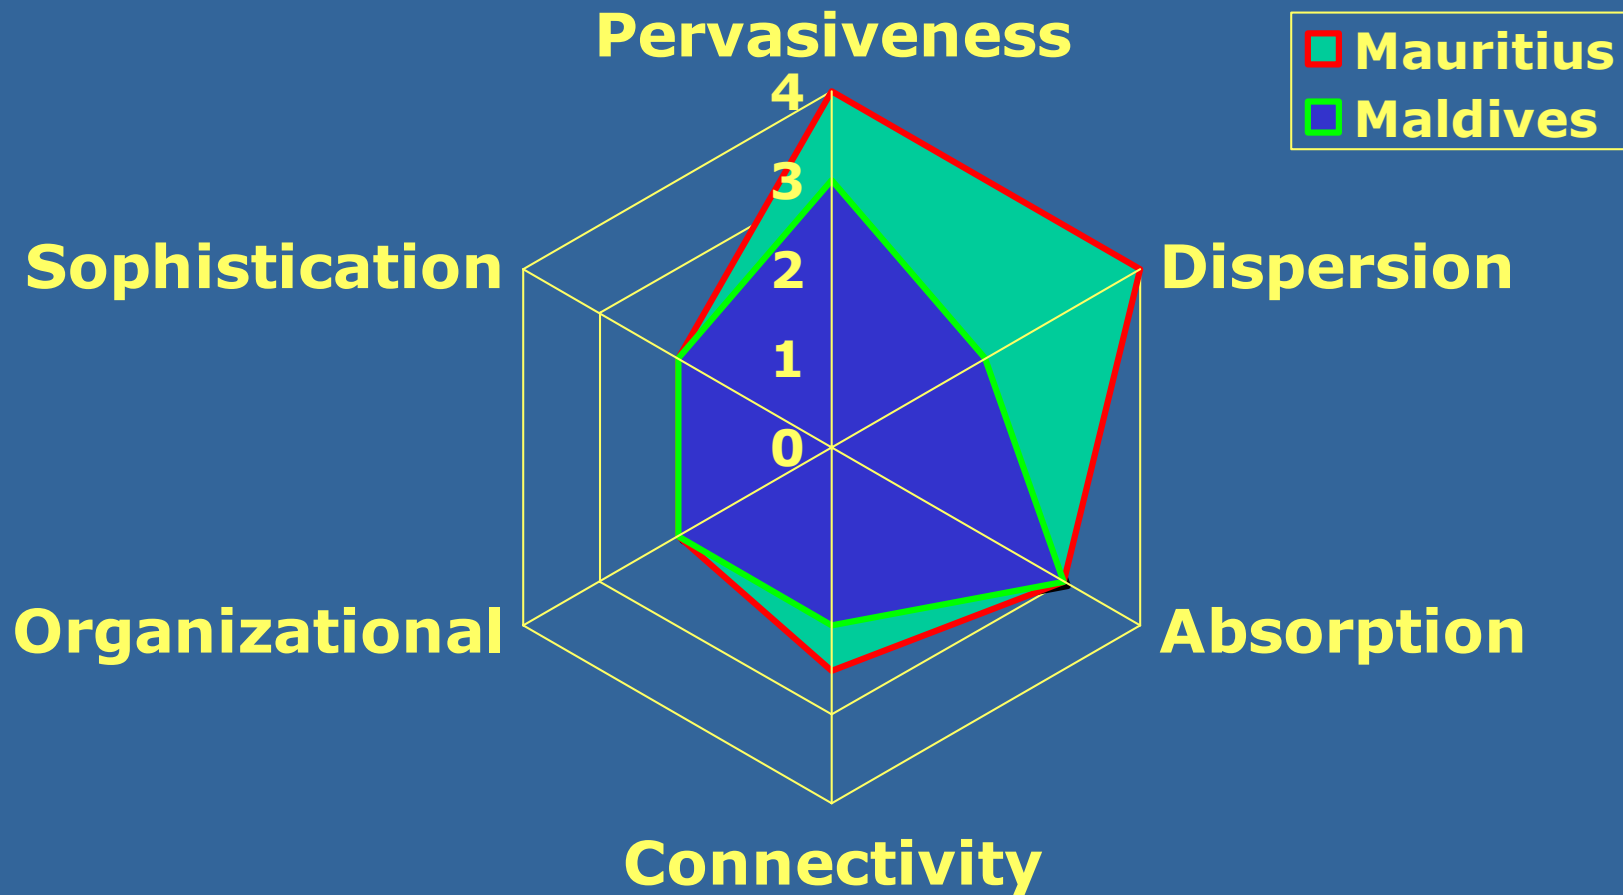 Pervasiveness
Mauritius
Maldives
4
3
2
1
0
Sophistication
Dispersion
Organizational
Absorption
Connectivity